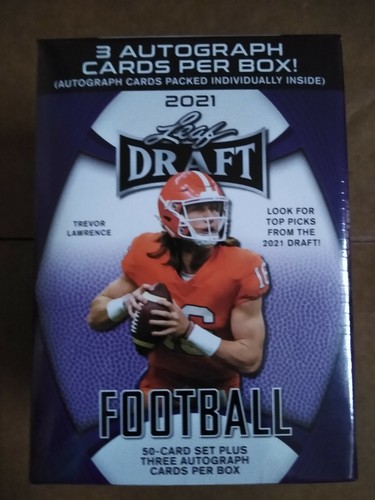 3 AUTOGRAPH
CARDS PER BOX!
(AUTOGRAPH CARDS PACKED INDIVIDUALLY INSIDE)
2021
Leaf
DRAFT
TREVOR
LAWRENCE
LOOK FOR
TOP PICKS
FROM THE
2021 DRAFT!
16
16
FOOTBALL
50-CARD SET PLUS
THREE AUTOGRAPH
CARDS PER BOX